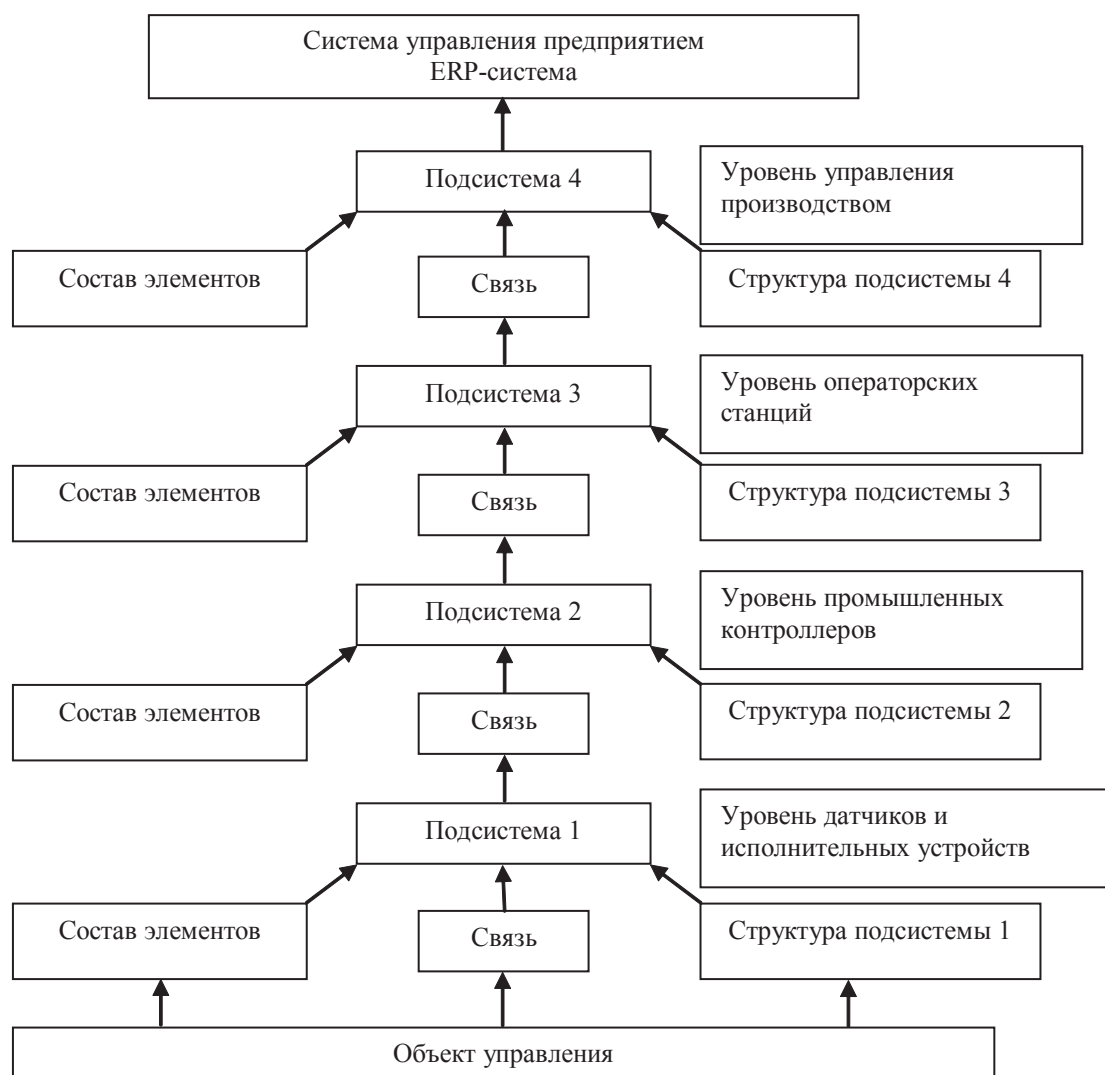 Система управления предприятием
ERP-система
Подсистема 4
Уровень управления
производством
Состав элементов
Связь
Структура подсистемы 4
Подсистема 3
Уровень операторских
станций
Состав элементов
Связь
Структура подсистемы 3
Подсистема 2
Уровень промышленных
контроллеров
Состав элементов
Связь
Структура подсистемы 2
Подсистема 1
Уровень датчиков и
исполнительных устройств
Состав элементов
Связь
Структура подсистемы 1
Объект управления